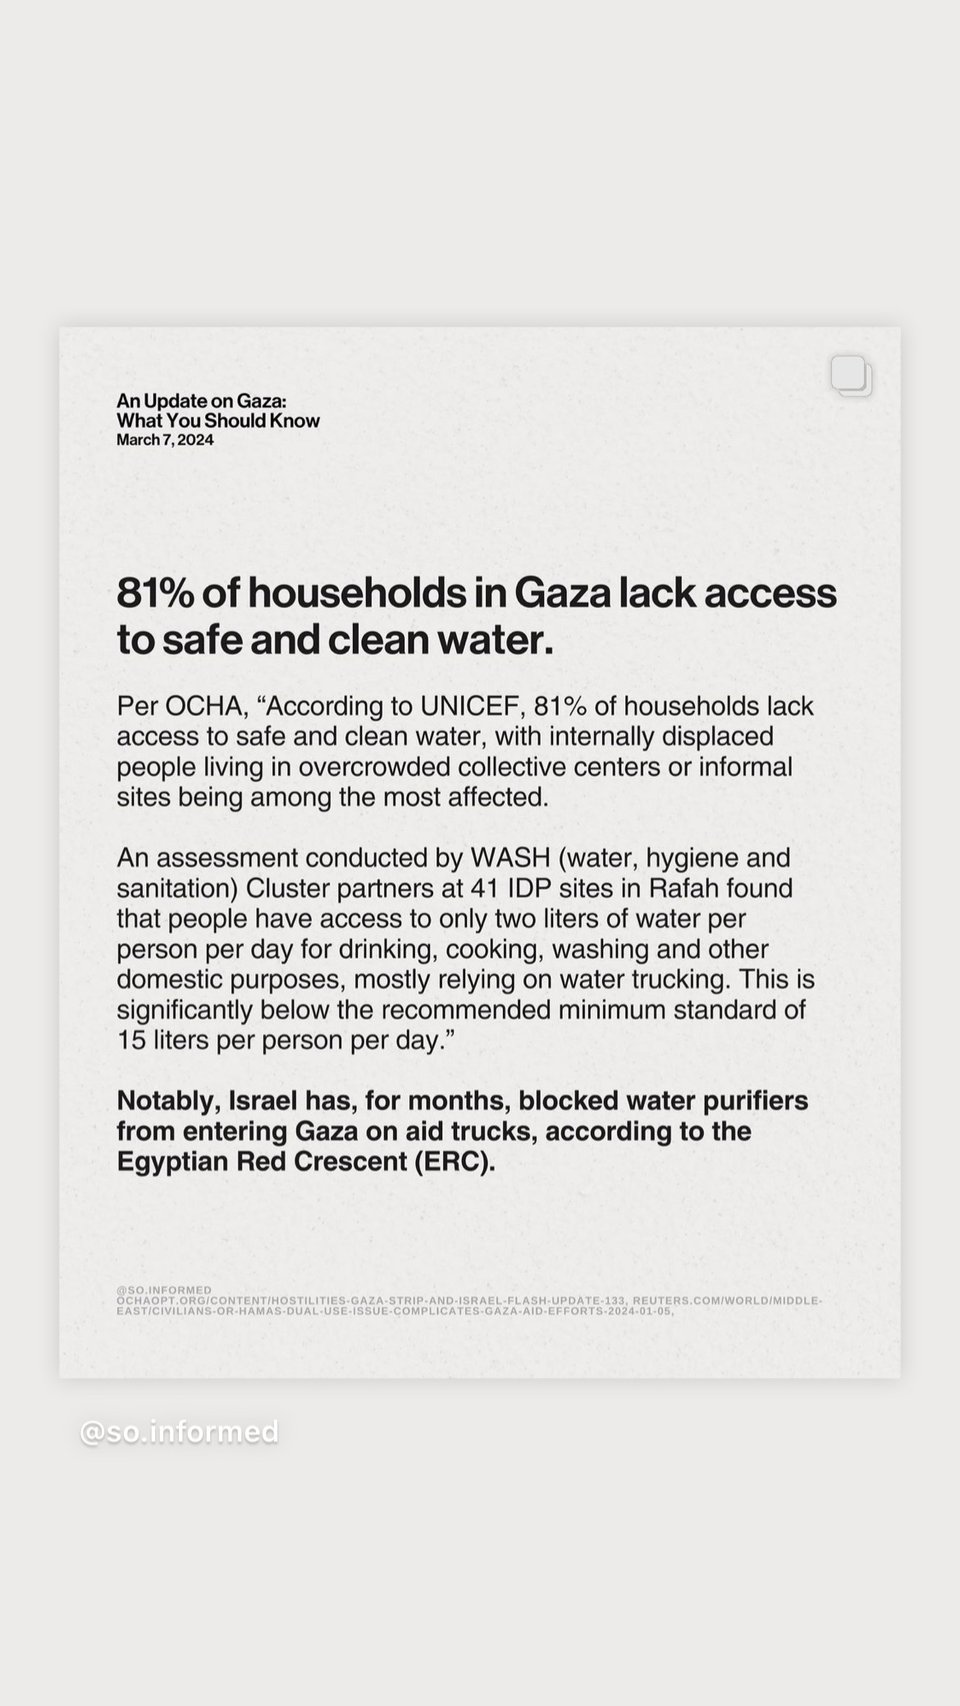 An Update on Gaza:
What You Should Know
March 7, 2024
81% of households in Gaza lack access
to safe and clean water.
Per OCHA, “According to UNICEF, 81% of households lack
access to safe and clean water, with internally displaced
people living in overcrowded collective centers or informal
sites being among the most affected.
An assessment conducted by WASH (water, hygiene and
sanitation) Cluster partners at 41 IDP sites in Rafah found
that people have access to only two liters of water per
person per day for drinking, cooking, washing and other
domestic purposes, mostly relying on water trucking. This is
significantly below the recommended minimum standard of
15 liters per person per day.”
Notably, Israel has, for months, blocked water purifiers
from entering Gaza on aid trucks, according to the
Egyptian Red Crescent (ERC).
@SO.INFORMED
OCHAOPT.ORG/CONTENT/HOSTILITIES-GAZA-STRIP-AND-ISRAEL-FLASH-UPDATE-133, REUTERS.COM/WORLD/MIDDLE-
EAST/CIVILIANS-OR-HAMAS-DUAL-USE-ISSUE-COMPLICATES-GAZA-AID-EFFORTS-2024-01-05,
@so.informed